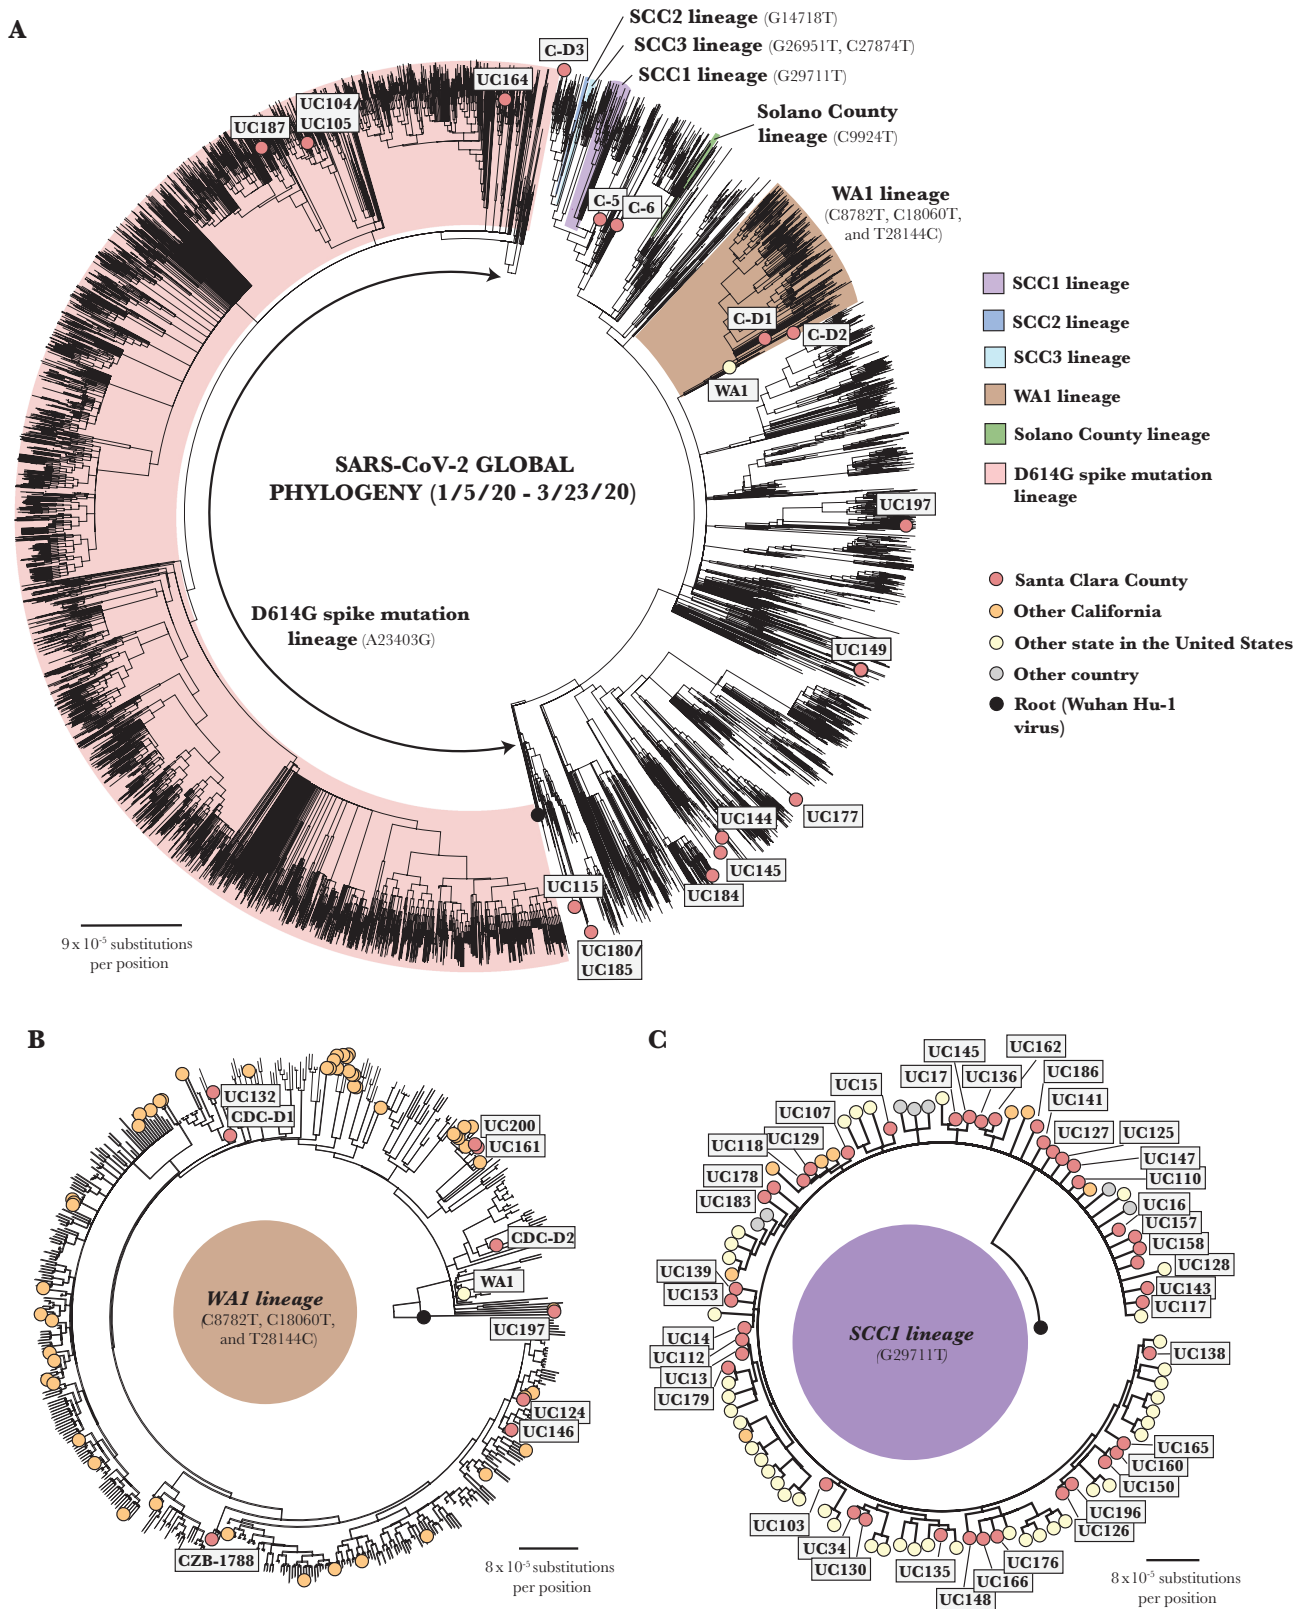 A
SCC2 lineage (G14718T)
SCC3 lineage (G26951T, C27874T)
SCC1 lineage (G29711T)
Solano County
lineage (C9924T)
WA1 lineage
(C8782T, C18060T,
and T28144C)
C-D3
UC164
UC104/
UC105
UC187
C-5
C-6
C-D1
C-D2
WA1
SCC1 lineage
SCC2 lineage
SCC3 lineage
WA1 lineage
Solano County lineage
D614G spike mutation
lineage
SARS-CoV-2 GLOBAL
PHYLOGENY (1/5/20 - 3/23/20)
UC197
Santa Clara County
Other California
Other state in the United States
Other country
Root (Wuhan Hu-1
virus)
D614G spike mutation
lineage (A23403G)
UC149
UC177
UC144
UC145
UC184
UC115
UC180/
UC185
9 x 10-5 substitutions
per position
B
UC132
CDC-D1
UC200
UC161
CDC-D2
WA1
UC197
WA1 lineage
(C8782T, C18060T,
and T28144C)
UC124
UC146
CZB-1788
8 x 10-5 substitutions
per position
C
UC145
UC162
UC17
UC136
UC186
UC15
UC141
UC107
UC127
UC125
UC118
UC129
UC147
UC178
UC110
UC183
UC16
UC157
UC158
UC128
UC139
UC153
UC143
UC117
UC14
UC112
UC13
UC179
SCC1 lineage
(G29711T)
UC138
UC165
UC160
UC150
UC196
UC126
UC103
UC34
UC130
UC135
UC176
UC166
UC148
8 x 10-5 substitutions
per position